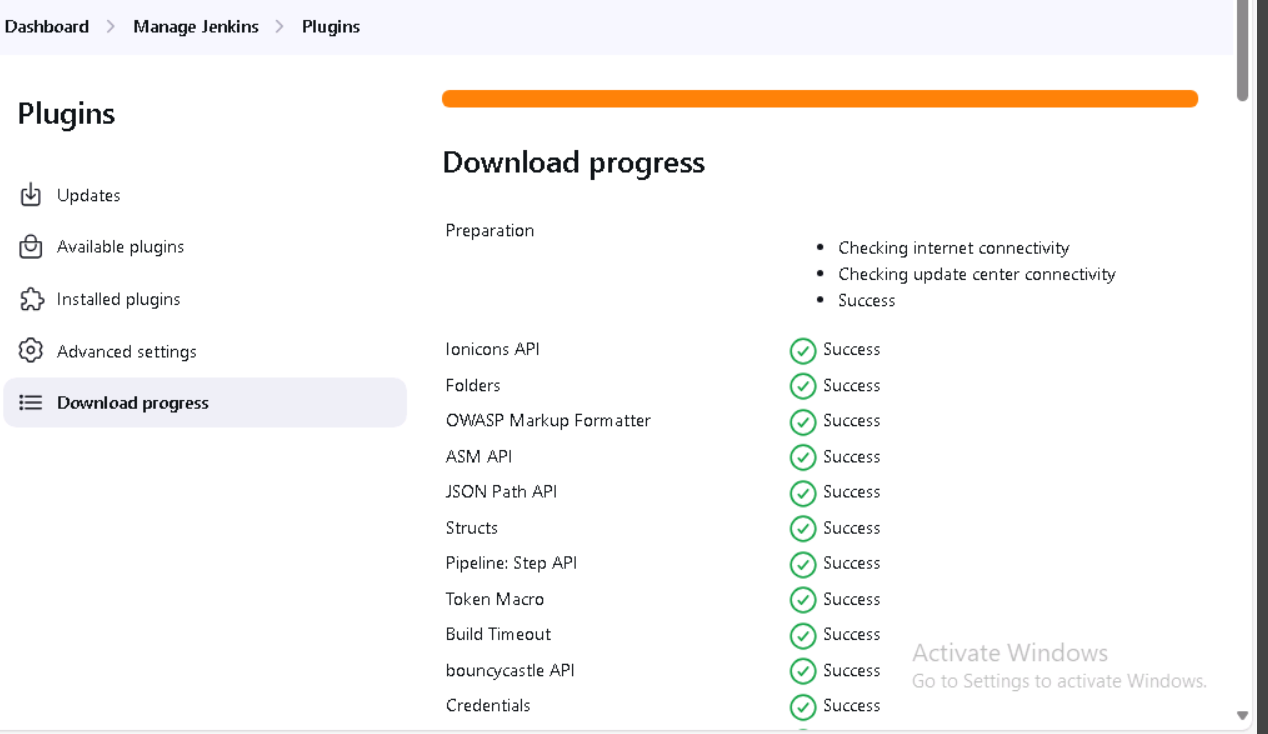 Dashboard > Manage Jenkins > Plugins
Plugins
Updates
Available plugins
Installed plugins
Advanced settings
Download progress
Download progress
Preparation
• Checking internet connectivity
• Checking update center connectivity
• Success
Ionicons API Success
Folders Success
OWASP Markup Formatter Success
ASM API Success
JSON Path API Success
Structs Success
Pipeline: Step API Success
Token Macro Success
Build Timeout Success
bouncycastle API Success
Credentials Success
Activate Windows
Go to Settings to activate Windows.